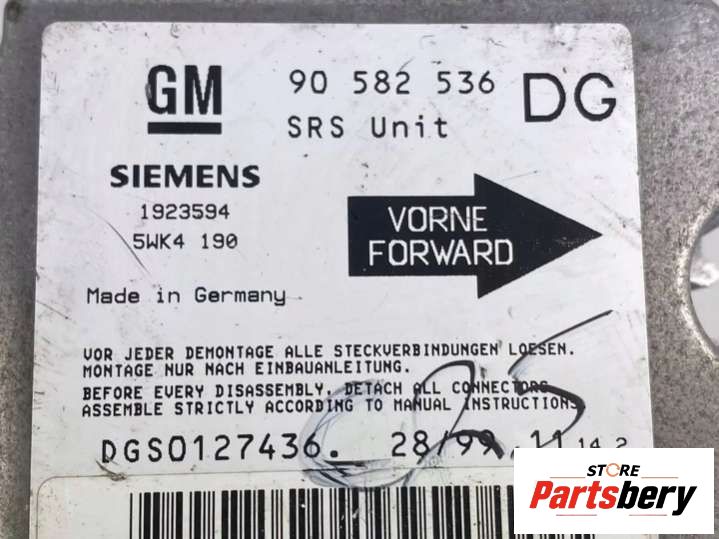 GM 90 582 536 DG
SRS Unit
SIEMENS
1923594
5WK4 190
VORNE
FORWARD
Made in Germany
VOR JEDER DEMONTAGE ALLE STECKVERBINDUNGEN LOESEN.
MONTAGE NUR NACH EINBAUANLEITUNG.
BEFORE EVERY DISASSEMBLY, DETACH ALL CONNECTORS
ASSEMBLE STRICTLY ACCORDING TO MANUAL INSTRUCTIONS
DGS0127436. 28/99 11 14.2
STORE
Partsbery